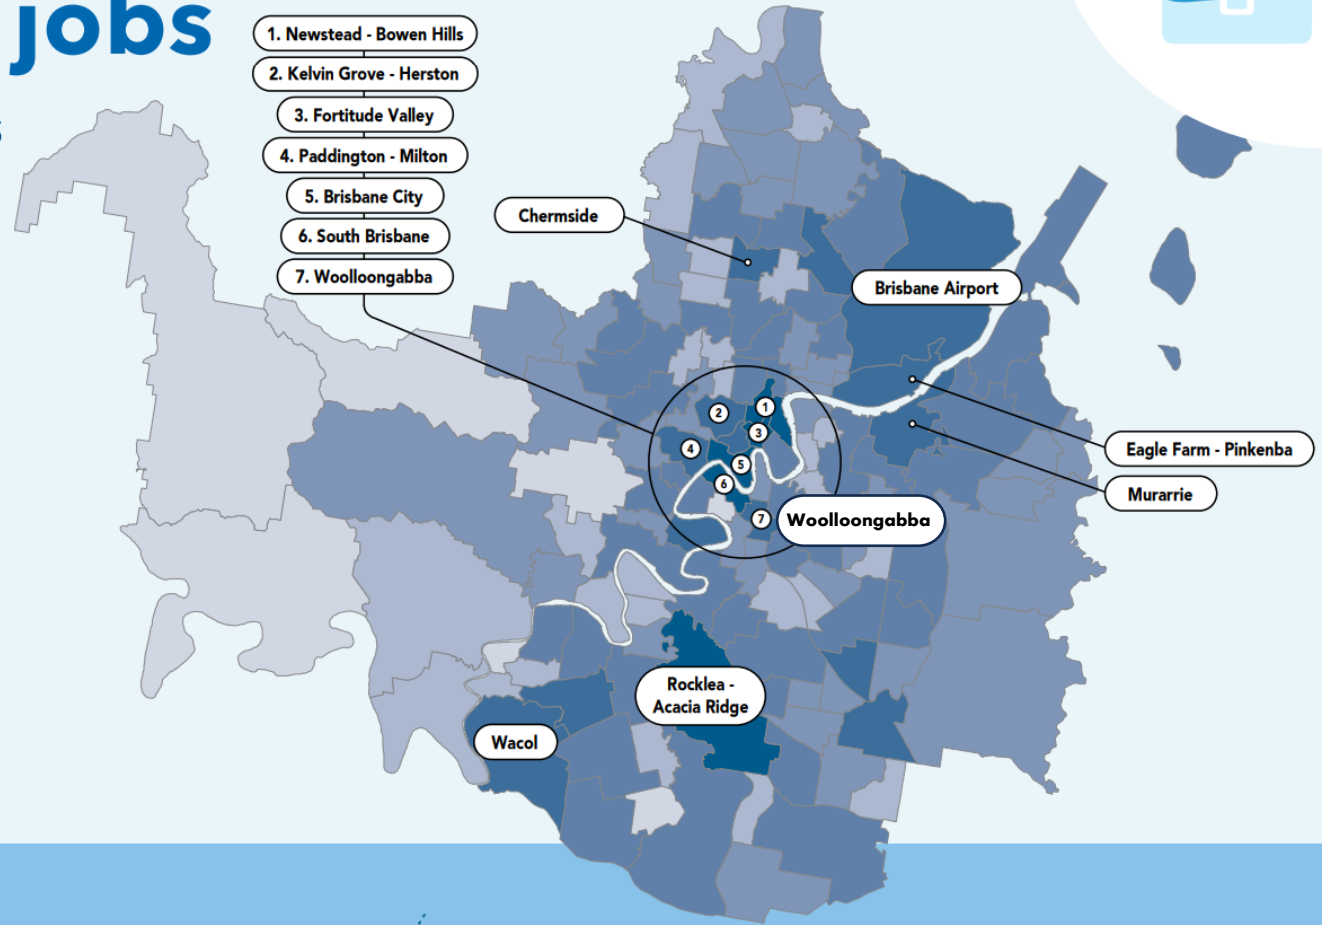 jobs
s
1. Newstead - Bowen Hills
2. Kelvin Grove - Herston
3. Fortitude Valley
4. Paddington - Milton
5. Brisbane City
6. South Brisbane
7. Woolloongabba
Chermside
Brisbane Airport
2
1
3
4
5
6
7
Woolloongabba
Eagle Farm - Pinkenba
Murarrie
Rocklea -
Acacia Ridge
Wacol